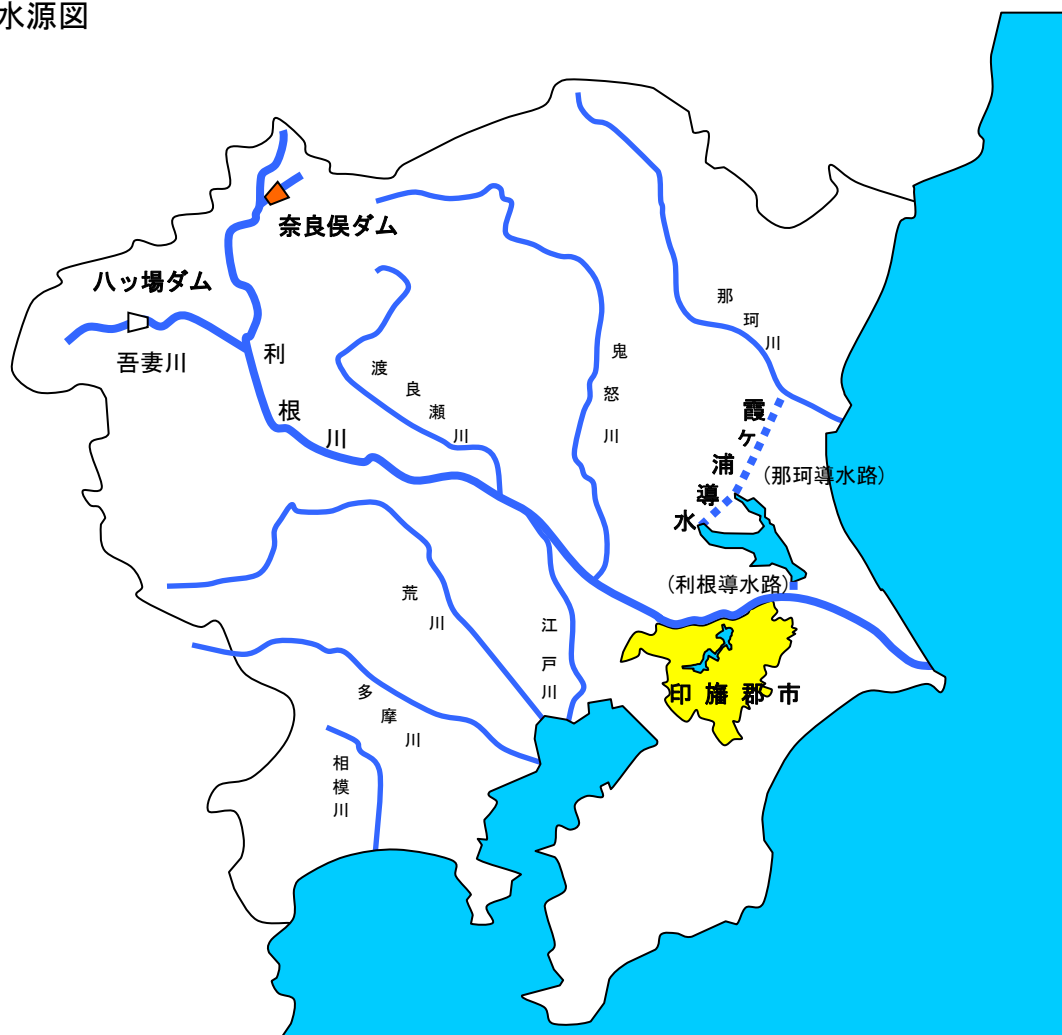 水源図
奈良俣ダム
八ッ場ダム
吾妻川
利根川
渡良瀬川
鬼怒川
那珂川
霞ヶ浦導水
(那珂導水路)
(利根導水路)
荒川
江戸川
印旛郡市
多摩川
相模川